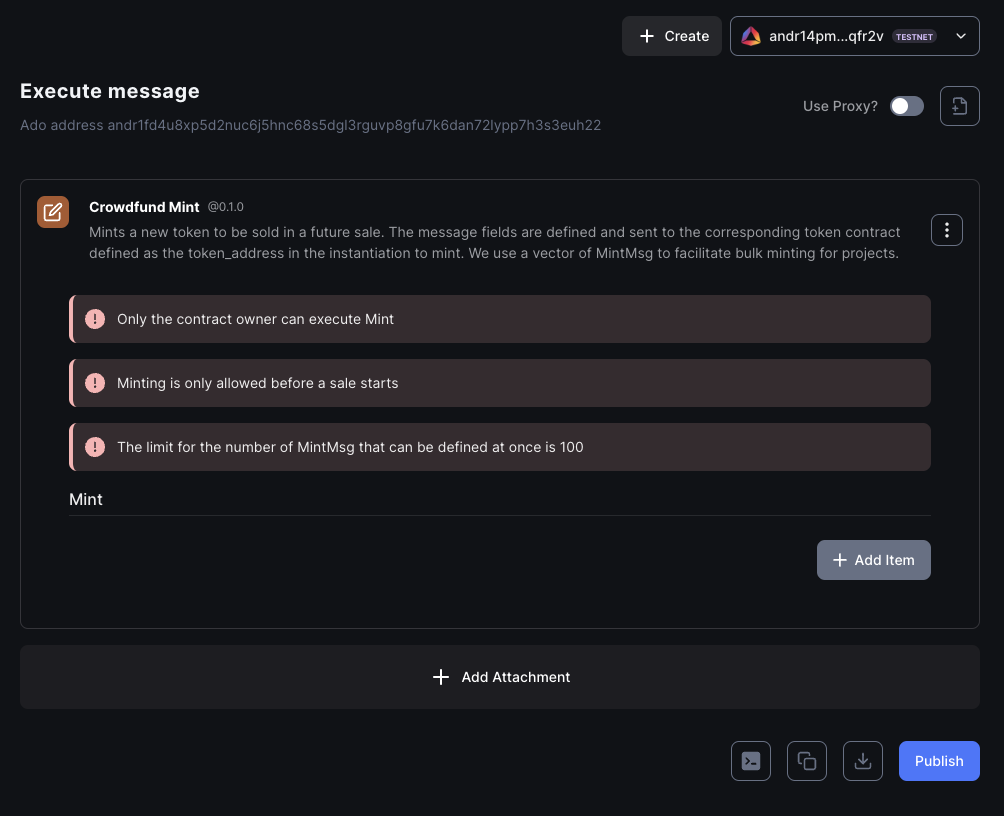 Create
andr14pm...qfr2v TESTNET
Execute message
Use Proxy?
Ado address andr1fd4u8xp5d2nuc6j5hnc68s5dgl3rguvp8gfu7k6dan72lypp7h3s3euh22
Crowdfund Mint @0.1.0
Mints a new token to be sold in a future sale. The message fields are defined and sent to the corresponding token contract
defined as the token_address in the instantiation to mint. We use a vector of MintMsg to facilitate bulk minting for projects.
Only the contract owner can execute Mint
Minting is only allowed before a sale starts
The limit for the number of MintMsg that can be defined at once is 100
Mint
Add Item
Add Attachment
Publish